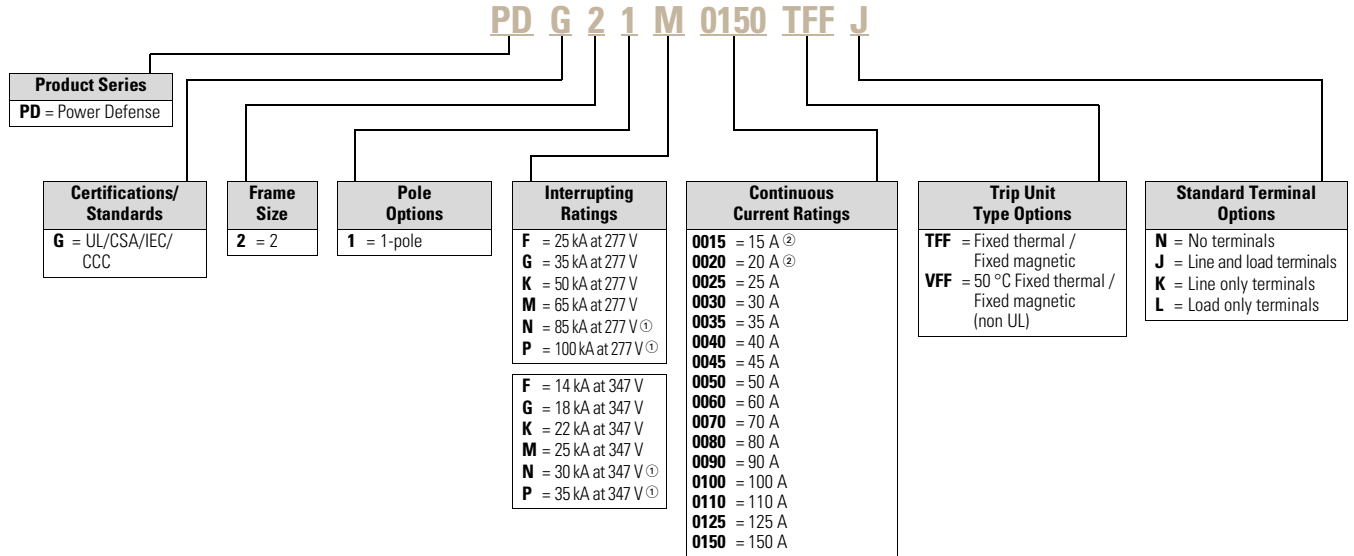 PD G 2 1 M 0150 TFF J
Product Series
PD = Power Defense
Certifications/
Standards
G = UL/CSA/IEC/
CCC
Frame
Size
2 = 2
Pole
Options
1 = 1-pole
Interrupting
Ratings
F = 25 kA at 277 V
G = 35 kA at 277 V
K = 50 kA at 277 V
M = 65 kA at 277 V
N = 85 kA at 277 V ①
P = 100 kA at 277 V ①
F = 14 kA at 347 V
G = 18 kA at 347 V
K = 22 kA at 347 V
M = 25 kA at 347 V
N = 30 kA at 347 V ①
P = 35 kA at 347 V ①
Continuous
Current Ratings
0015 = 15 A ②
0020 = 20 A ②
0025 = 25 A
0030 = 30 A
0035 = 35 A
0040 = 40 A
0045 = 45 A
0050 = 50 A
0060 = 60 A
0070 = 70 A
0080 = 80 A
0090 = 90 A
0100 = 100 A
0110 = 110 A
0125 = 125 A
0150 = 150 A
Trip Unit
Type Options
TFF = Fixed thermal /
Fixed magnetic
VFF = 50 °C Fixed thermal /
Fixed magnetic
(non UL)
Standard Terminal
Options
N = No terminals
J = Line and load terminals
K = Line only terminals
L = Load only terminals